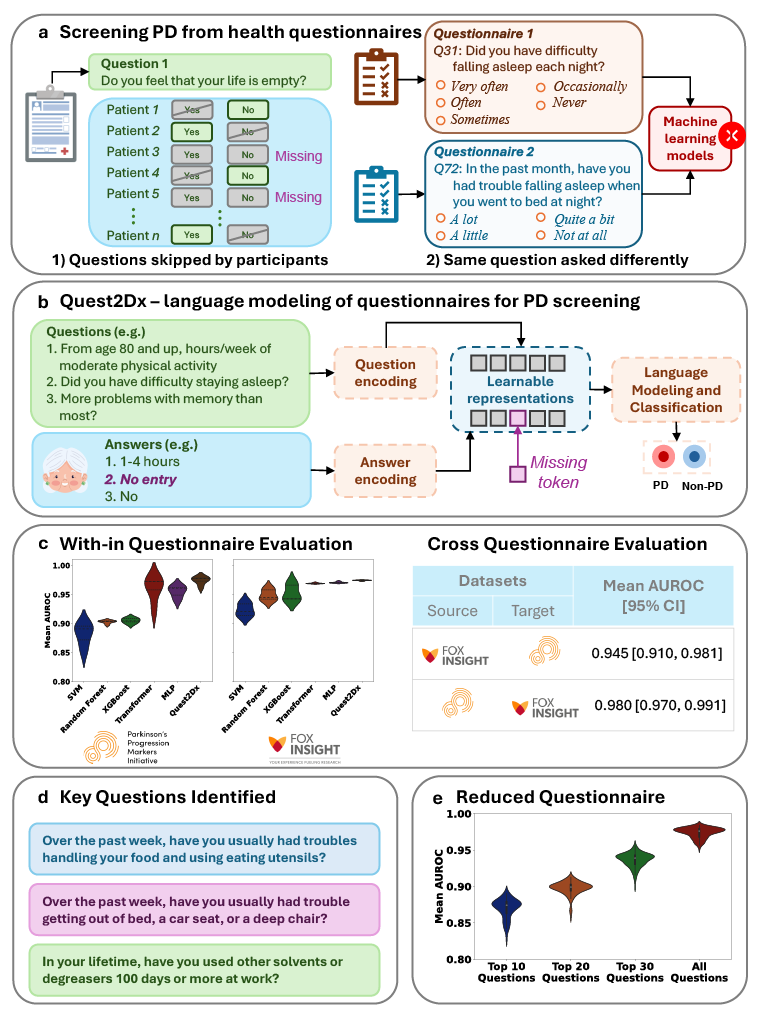 a Screening PD from health questionnaires
Question 1
Do you feel that your life is empty?
Patient 1 Yes No
Patient 2 Yes No
Patient 3 Yes No Missing
Patient 4 Yes No
Patient 5 Yes No Missing
Patient n Yes No
1) Questions skipped by participants
Questionnaire 1
Q31: Did you have difficulty
falling asleep each night?
Very often Occasionally
Often Never
Sometimes
Questionnaire 2
Q72: In the past month, have you
had trouble falling asleep when
you went to bed at night?
A lot Quite a bit
A little Not at all
Machine
learning
models
2) Same question asked differently
b Quest2Dx – language modeling of questionnaires for PD screening
Questions (e.g.)
1. From age 80 and up, hours/week of
moderate physical activity
2. Did you have difficulty staying asleep?
3. More problems with memory than
most?
Answers (e.g.)
1. 1-4 hours
2. No entry
3. No
Question
encoding
Answer
encoding
Learnable
representations
Missing
token
Language
Modeling and
Classification
PD Non-PD
c With-in Questionnaire Evaluation
Mean AUROC
1.00
0.95
0.90
0.85
0.80
SVM
Random Forest
XGBoost
Transformer
MLP
Quest2Dx
Parkinson's
Progression
Markers
Initiative
SVM
Random Forest
XGBoost
Transformer
MLP
Quest2Dx
FOX
INSIGHT
YOUR EXPERIENCE FUELING RESEARCH
Cross Questionnaire Evaluation
Datasets
Source Target
Mean AUROC
[95% CI]
FOX
INSIGHT
0.945 [0.910, 0.981]
FOX
INSIGHT
0.980 [0.970, 0.991]
d Key Questions Identified
Over the past week, have you usually had troubles
handling your food and using eating utensils?
Over the past week, have you usually had trouble
getting out of bed, a car seat, or a deep chair?
In your lifetime, have you used other solvents or
degreasers 100 days or more at work?
e Reduced Questionnaire
Mean AUROC
1.00
0.95
0.90
0.85
0.80
Top 10
Questions
Top 20
Questions
Top 30
Questions
All
Questions